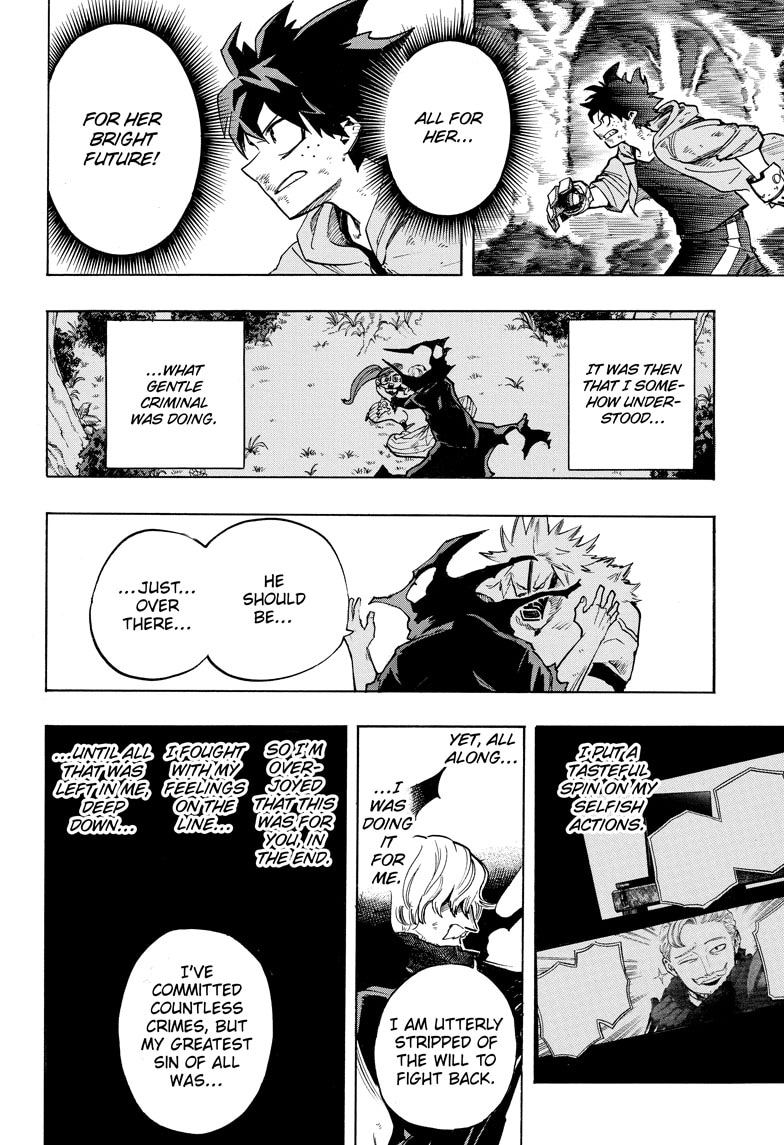 ALL FOR
HER...
FOR HER
BRIGHT
FUTURE!
IT WAS THEN
THAT I SOME-
HOW UNDER-
STOOD...
...WHAT
GENTLE
CRIMINAL
WAS DOING.
HE
SHOULD
BE...
...JUST...
OVER
THERE...
I PUT A
TASTEFUL
SPIN ON MY
SELFISH
ACTIONS.
YET, ALL
ALONG...
...I
WAS
DOING
IT
FOR
ME.
I AM UTTERLY
STRIPPED OF
THE WILL TO
FIGHT BACK.
SO I'M
OVER-
JOYED
THAT THIS
WAS FOR
YOU, IN
THE END.
I FOUGHT
WITH MY
FEELINGS
ON THE
LINE...
...UNTIL ALL
THAT WAS
LEFT IN ME,
DEEP
DOWN...
I'VE
COMMITTED
COUNTLESS
CRIMES, BUT
MY GREATEST
SIN OF ALL
WAS...